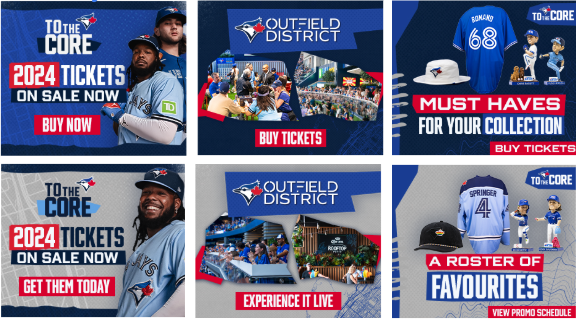 TO THE
CORE
2024 TICKETS
ON SALE NOW
BUY NOW
TD
OUTFIELD
DISTRICT
BUY TICKETS
TO THE
CORE
ROMANO
68
MUST HAVES
FOR YOUR COLLECTION
BUY TICKETS
TO THE
CORE
2024 TICKETS
ON SALE NOW
GET THEM TODAY
JAYS
OUTFIELD
DISTRICT
ROOFTOP
EXPERIENCE IT LIVE
TO THE
CORE
SPRINGER
4
A ROSTER OF
FAVOURITES
VIEW PROMO SCHEDULE